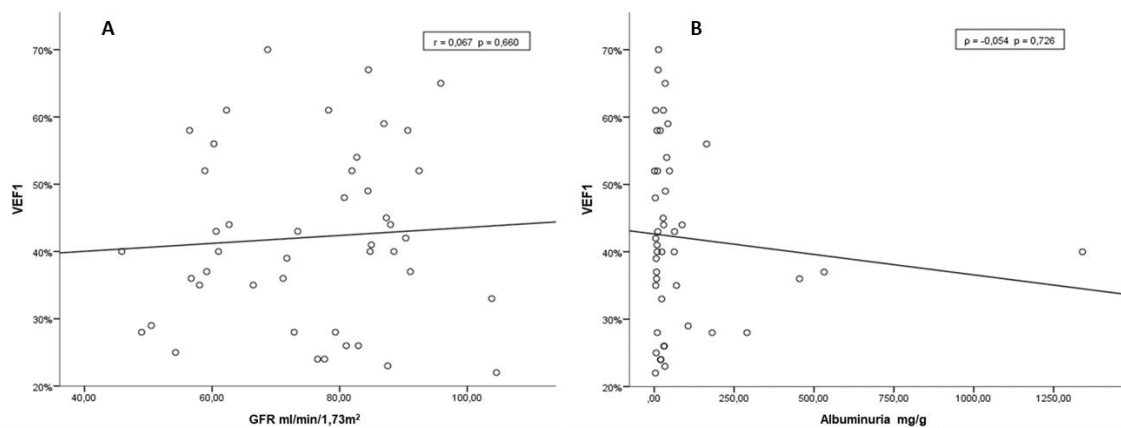 A
r = 0,067 p = 0,660
70%
60%
50%
40%
30%
20%
VEF1
40,00 60,00 80,00 100,00
GFR ml/min/1,73m²
B
ρ = -0,054 p = 0,726
70%
60%
50%
40%
30%
20%
VEF1
,00 250,00 500,00 750,00 1000,00 1250,00
Albuminuria mg/g